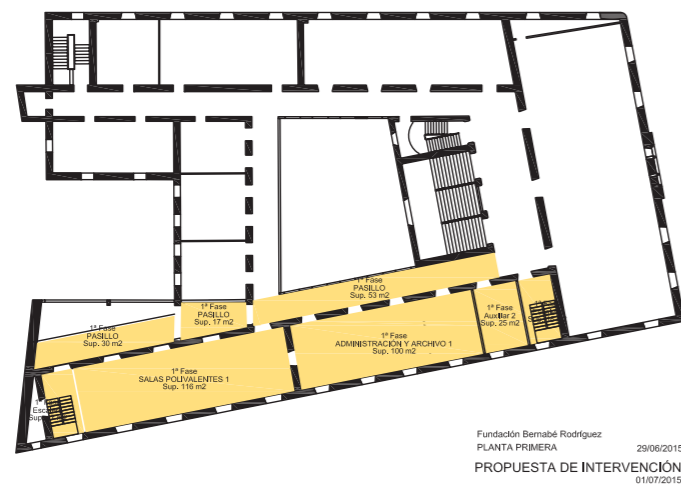 1ª Fase
PASILLO
Sup. 53 m2
1ª Fase
PASILLO
Sup. 17 m2
1ª Fase
PASILLO
Sup. 30 m2
1ª Fase
Auxiliar 2
Sup. 25 m2
1ª Fase
ADMINISTRACIÓN Y ARCHIVO 1
Sup. 100 m2
1ª Fase
SALAS POLIVALENTES 1
Sup. 116 m2
Fundación Bernabé Rodríguez
PLANTA PRIMERA 29/06/2015
PROPUESTA DE INTERVENCIÓN
01/07/2015